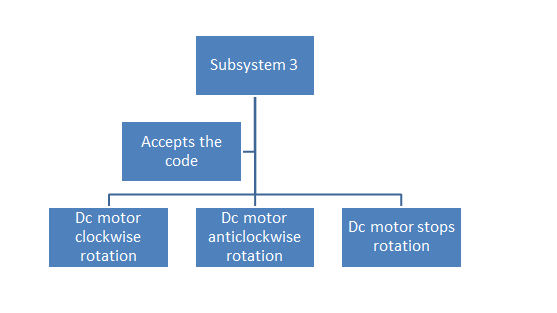 Subsystem 3
Accepts the
code
Dc motor
clockwise
rotation
Dc motor
anticlockwise
rotation
Dc motor stops
rotation